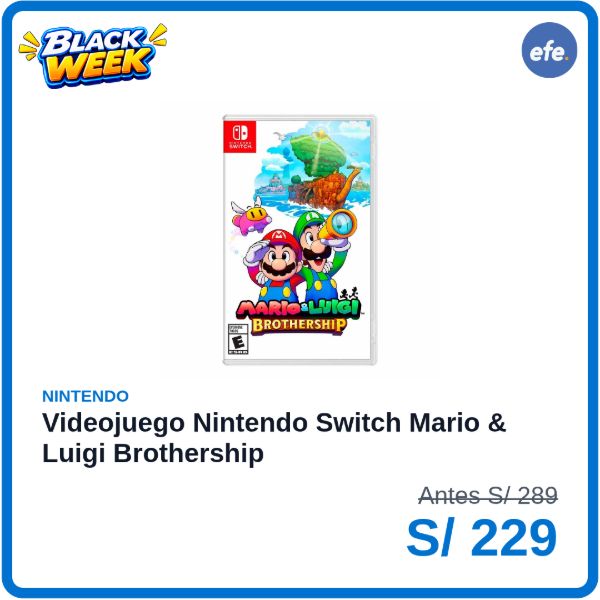 BLACK
WEEK
efe.
NINTENDO
SWITCH
MARIO & LUIGI
BROTHERSHIP
E
NINTENDO
Videojuego Nintendo Switch Mario &
Luigi Brothership
Antes S/ 289
S/ 229